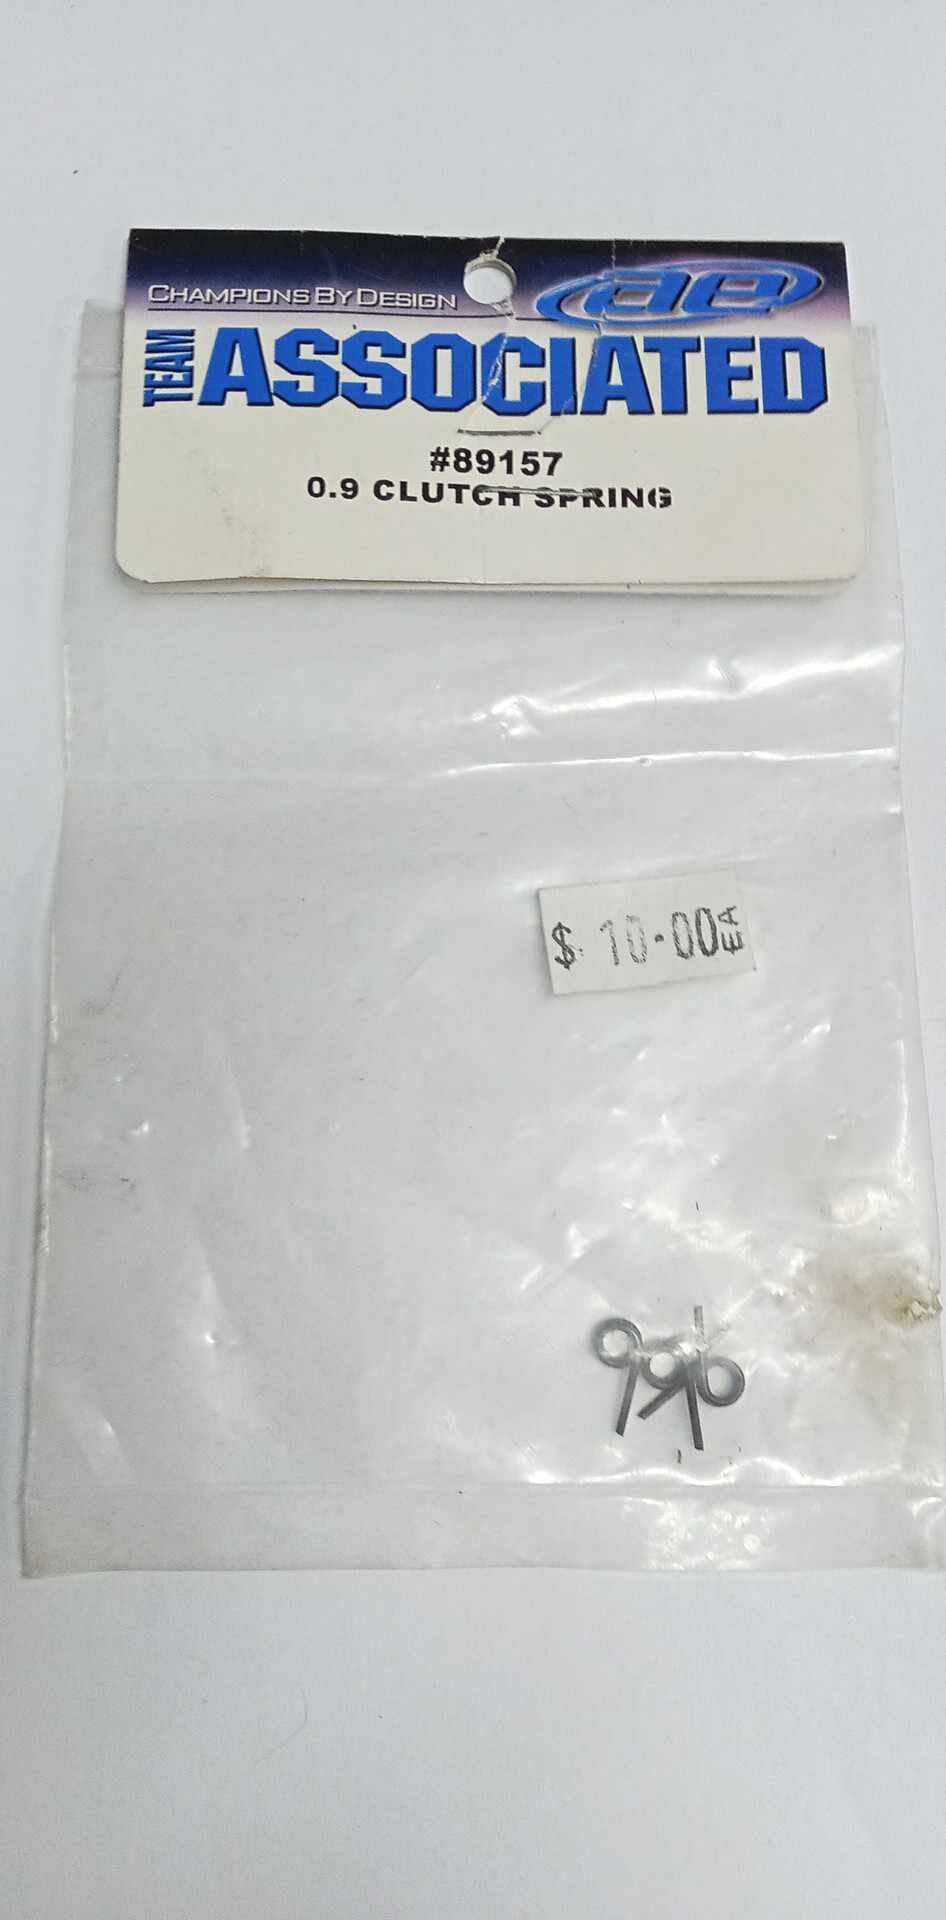 CHAMPIONS BY DESIGN
ae
TEAM ASSOCIATED
#89157
0.9 CLUTCH SPRING
$ 10.00 EA